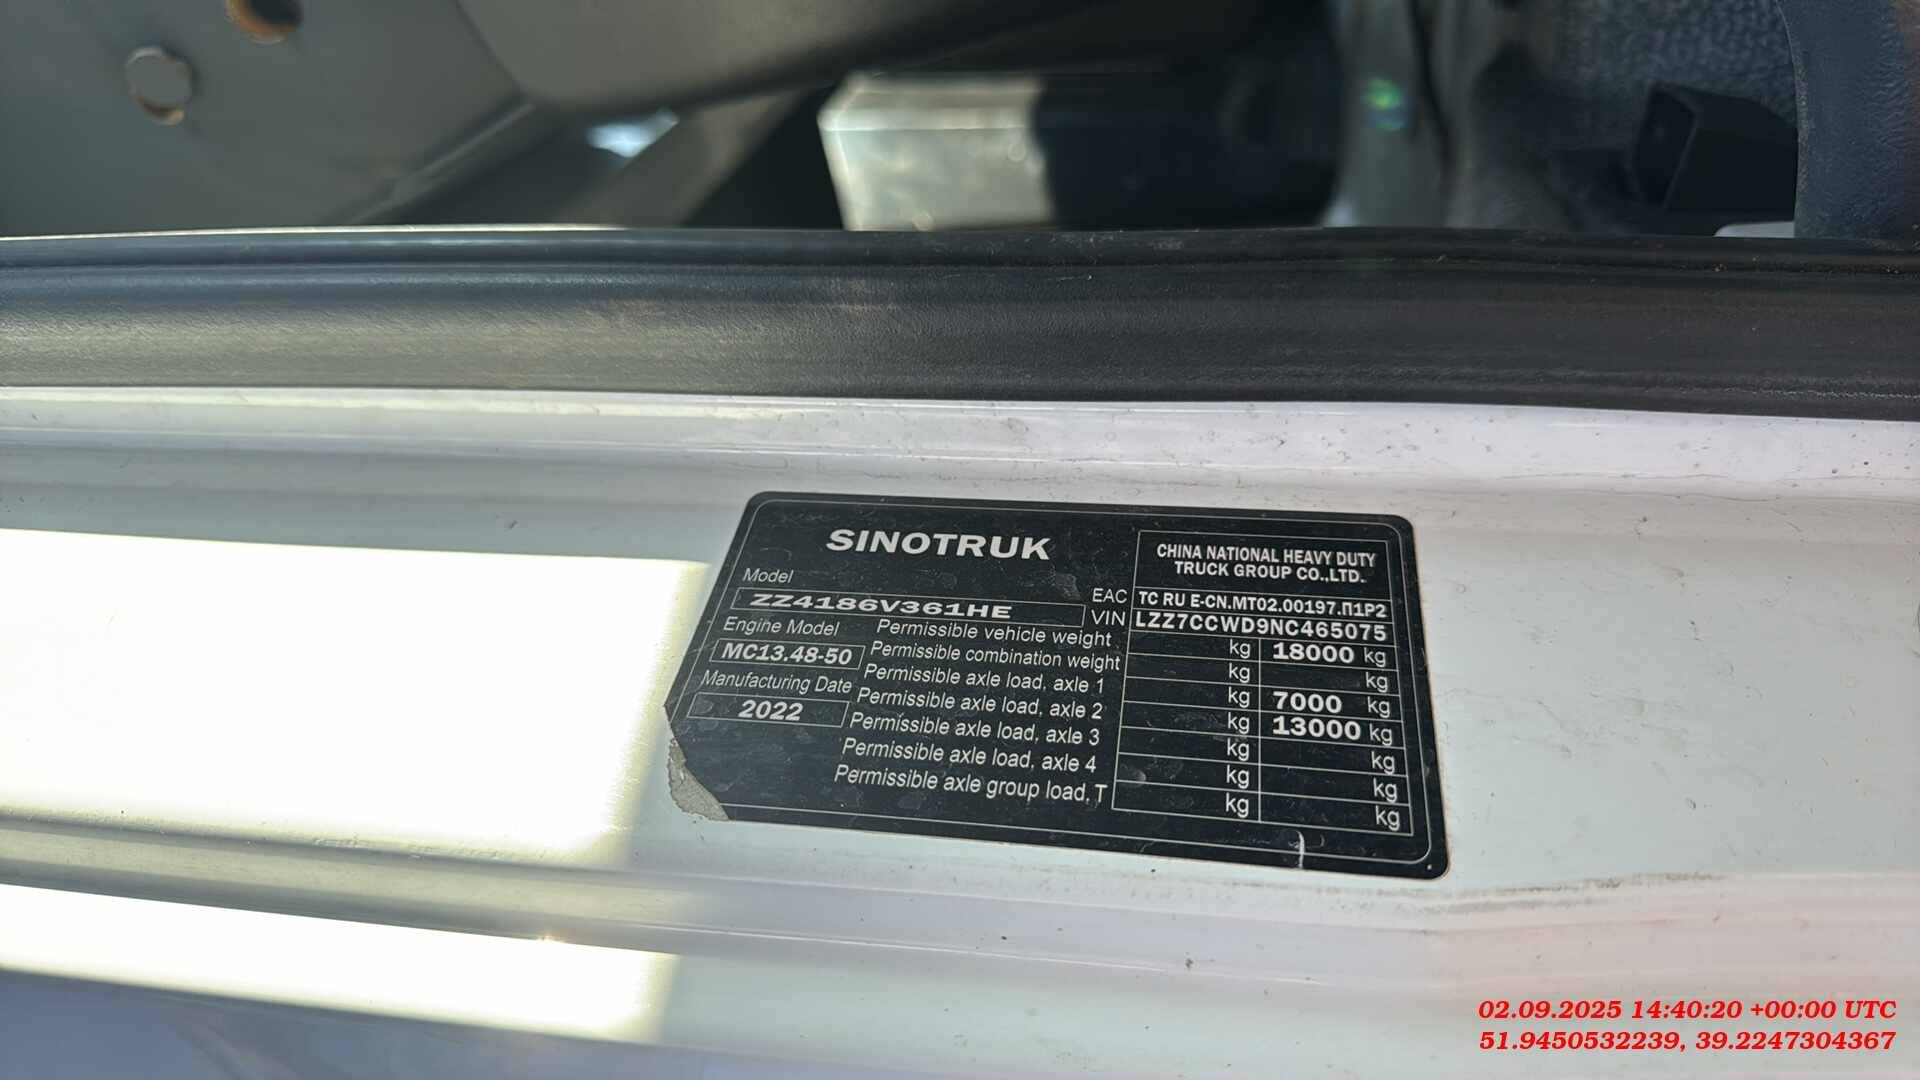 SINOTRUK
CHINA NATIONAL HEAVY DUTY
TRUCK GROUP CO.,LTD.
Model
ZZ4186V361HE
EAC TC RU E-CN.MT02.00197.П1Р2
VIN LZZ7CCWD9NC465075
Engine Model
MC13.48-50
Manufacturing Date
2022
Permissible vehicle weight kg 18000 kg
Permissible combination weight kg kg
Permissible axle load, axle 1 kg 7000 kg
Permissible axle load, axle 2 kg 13000 kg
Permissible axle load, axle 3 kg kg
Permissible axle load, axle 4 kg kg
Permissible axle group load, T kg kg
02.09.2025 14:40:20 +00:00 UTC
51.9450532239, 39.2247304367